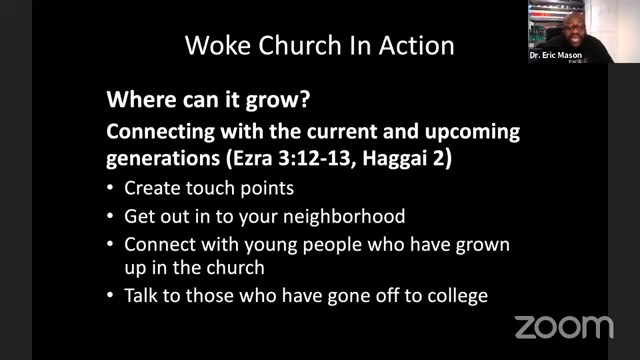 Woke Church In Action
Dr. Eric Mason
Where can it grow?
Connecting with the current and upcoming
generations (Ezra 3:12-13, Haggai 2)
• Create touch points
• Get out in to your neighborhood
• Connect with young people who have grown
up in the church
• Talk to those who have gone off to college
zoom